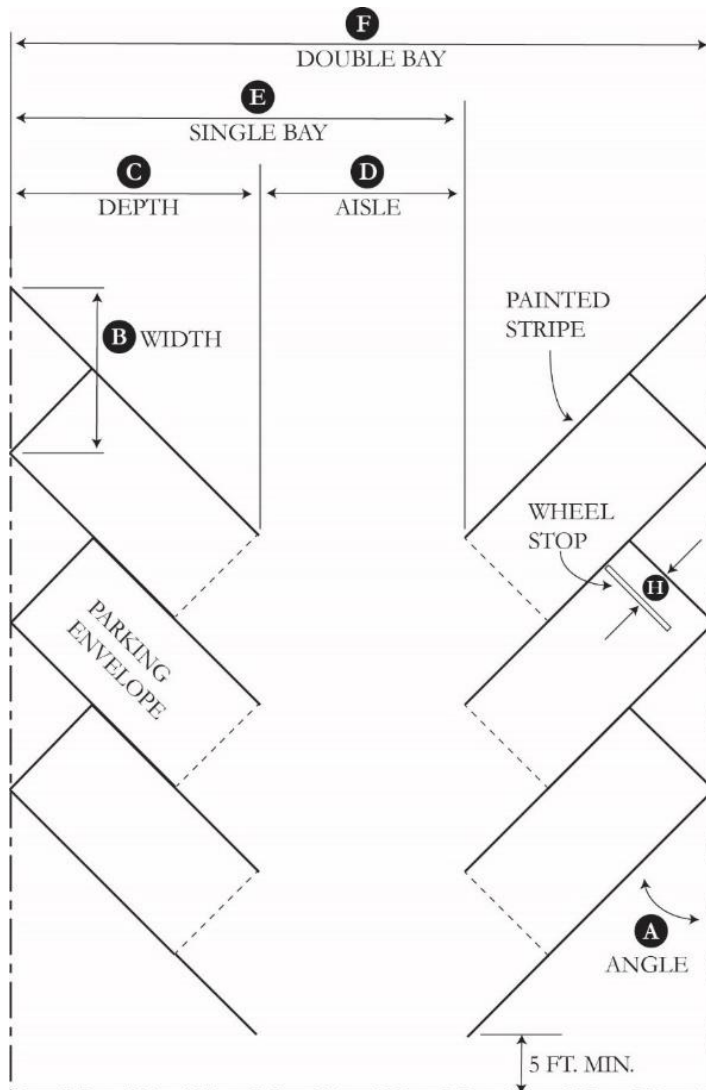 F
DOUBLE BAY
E
SINGLE BAY
C
D
DEPTH
AISLE
B WIDTH
PAINTED
STRIPE
WHEEL
STOP
H
PARKING
ENVELOPE
A
ANGLE
5 FT. MIN.